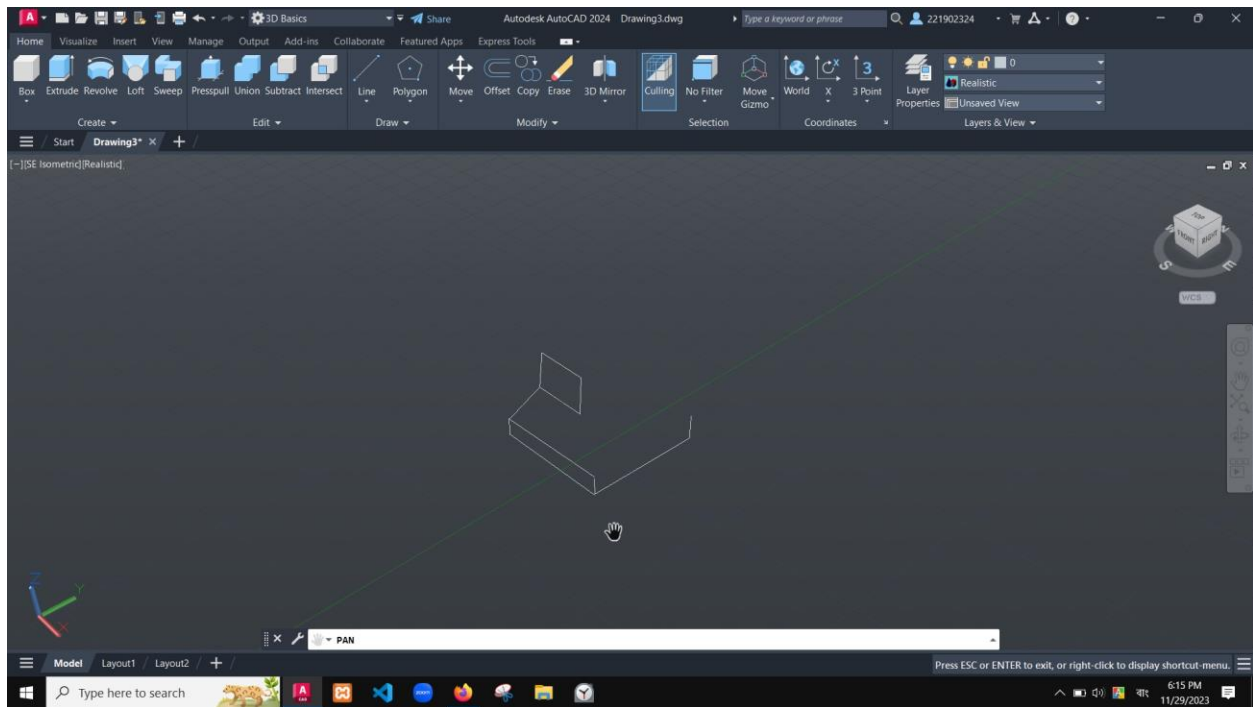 3D Basics Share Autodesk AutoCAD 2024 Drawing3.dwg Type a keyword or phrase 221902324
Home Visualize Insert View Manage Output Add-ins Collaborate Featured Apps Express Tools
Box Extrude Revolve Loft Sweep Presspull Union Subtract Intersect Line Polygon Move Offset Copy Erase 3D Mirror Culling No Filter Move Gizmo World X 3 Point Layer Properties 0
Realistic
Unsaved View
Create Edit Draw Modify Selection Coordinates Layers & View
Start Drawing3* +
[−][SE Isometric][Realistic]
TOP
FRONT RIGHT
S E
WCS
Z Y
X
PAN
Model Layout1 Layout2 + Press ESC or ENTER to exit, or right-click to display shortcut-menu.
Type here to search বাং 6:15 PM
11/29/2023